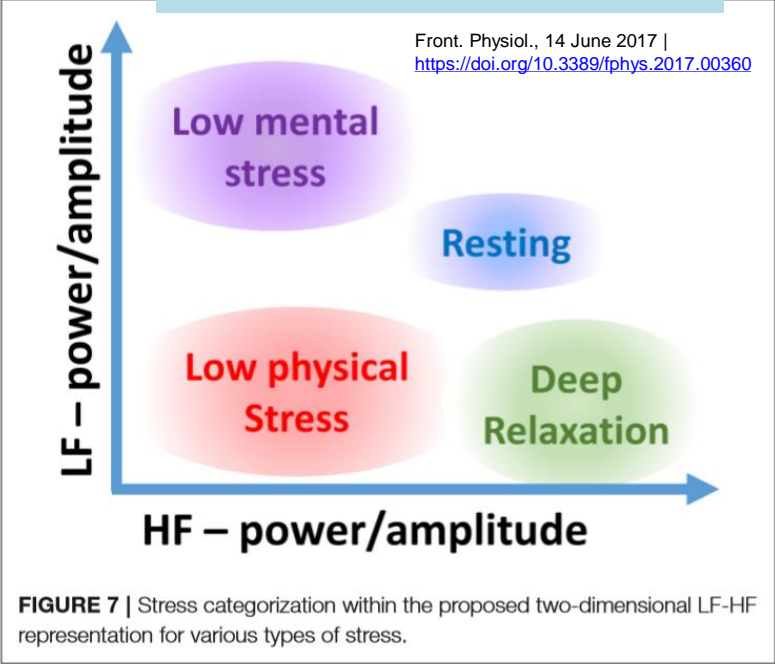 Front. Physiol., 14 June 2017 |
https://doi.org/10.3389/fphys.2017.00360
LF – power/amplitude
Low mental
stress
Resting
Low physical
Stress
Deep
Relaxation
HF – power/amplitude
FIGURE 7 | Stress categorization within the proposed two-dimensional LF-HF
representation for various types of stress.